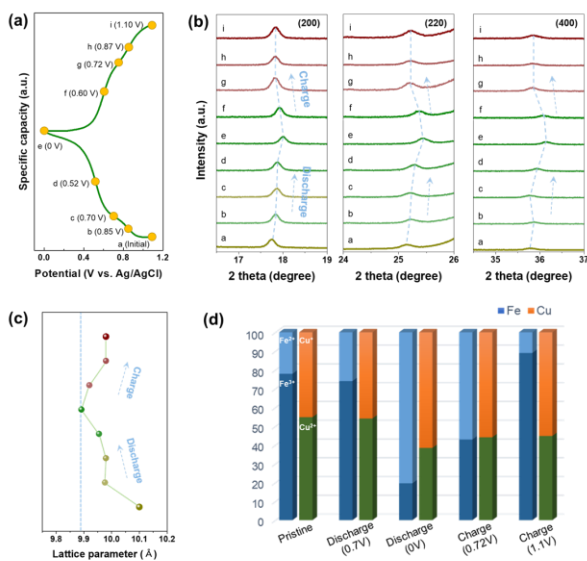 (a)
Specific capacity (a.u.)
i (1.10 V)
h (0.87 V)
g (0.72 V)
f (0.60 V)
e (0 V)
d (0.52 V)
c (0.70 V)
b (0.85 V)
a (Initial)
0.0 0.3 0.6 0.9 1.2
Potential (V vs. Ag/AgCl)
(b)
Intensity (a.u.)
(200)
i
h
g
f
e
d
c
b
a
Charge
Discharge
17 18 19
2 theta (degree)
(220)
i
h
g
f
e
d
c
b
a
24 25 26
2 theta (degree)
(400)
i
h
g
f
e
d
c
b
a
35 36 37
2 theta (degree)
(c)
Charge
Discharge
9.8 9.9 10.0 10.1 10.2
Lattice parameter (Å)
(d)
Fe Cu
100
90
80
70
60
50
40
30
20
10
0
Fe²⁺ Cu⁺
Fe³⁺
Cu²⁺
Pristine
Discharge
(0.7V)
Discharge
(0V)
Charge
(0.72V)
Charge
(1.1V)